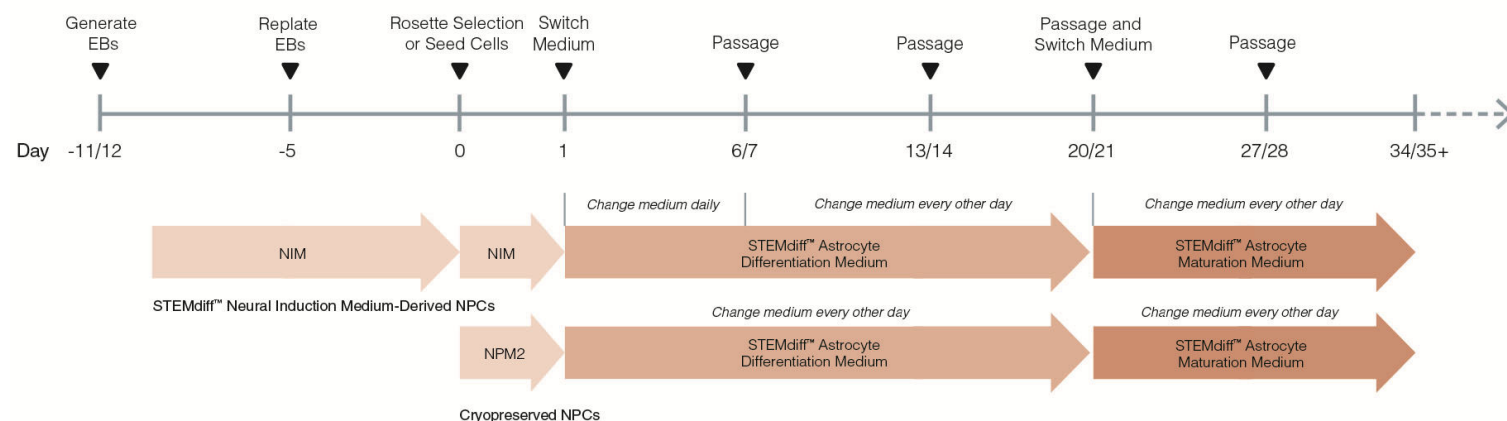 Generate
EBs
Replate
EBs
Rosette Selection
or Seed Cells
Switch
Medium
Passage
Passage
Passage and
Switch Medium
Passage
Day
-11/12
-5
0
1
6/7
13/14
20/21
27/28
34/35+
Change medium daily
Change medium every other day
Change medium every other day
NIM
NIM
STEMdiff™ Astrocyte
Differentiation Medium
STEMdiff™ Astrocyte
Maturation Medium
STEMdiff™ Neural Induction Medium-Derived NPCs
Change medium every other day
Change medium every other day
NPM2
STEMdiff™ Astrocyte
Differentiation Medium
STEMdiff™ Astrocyte
Maturation Medium
Cryopreserved NPCs